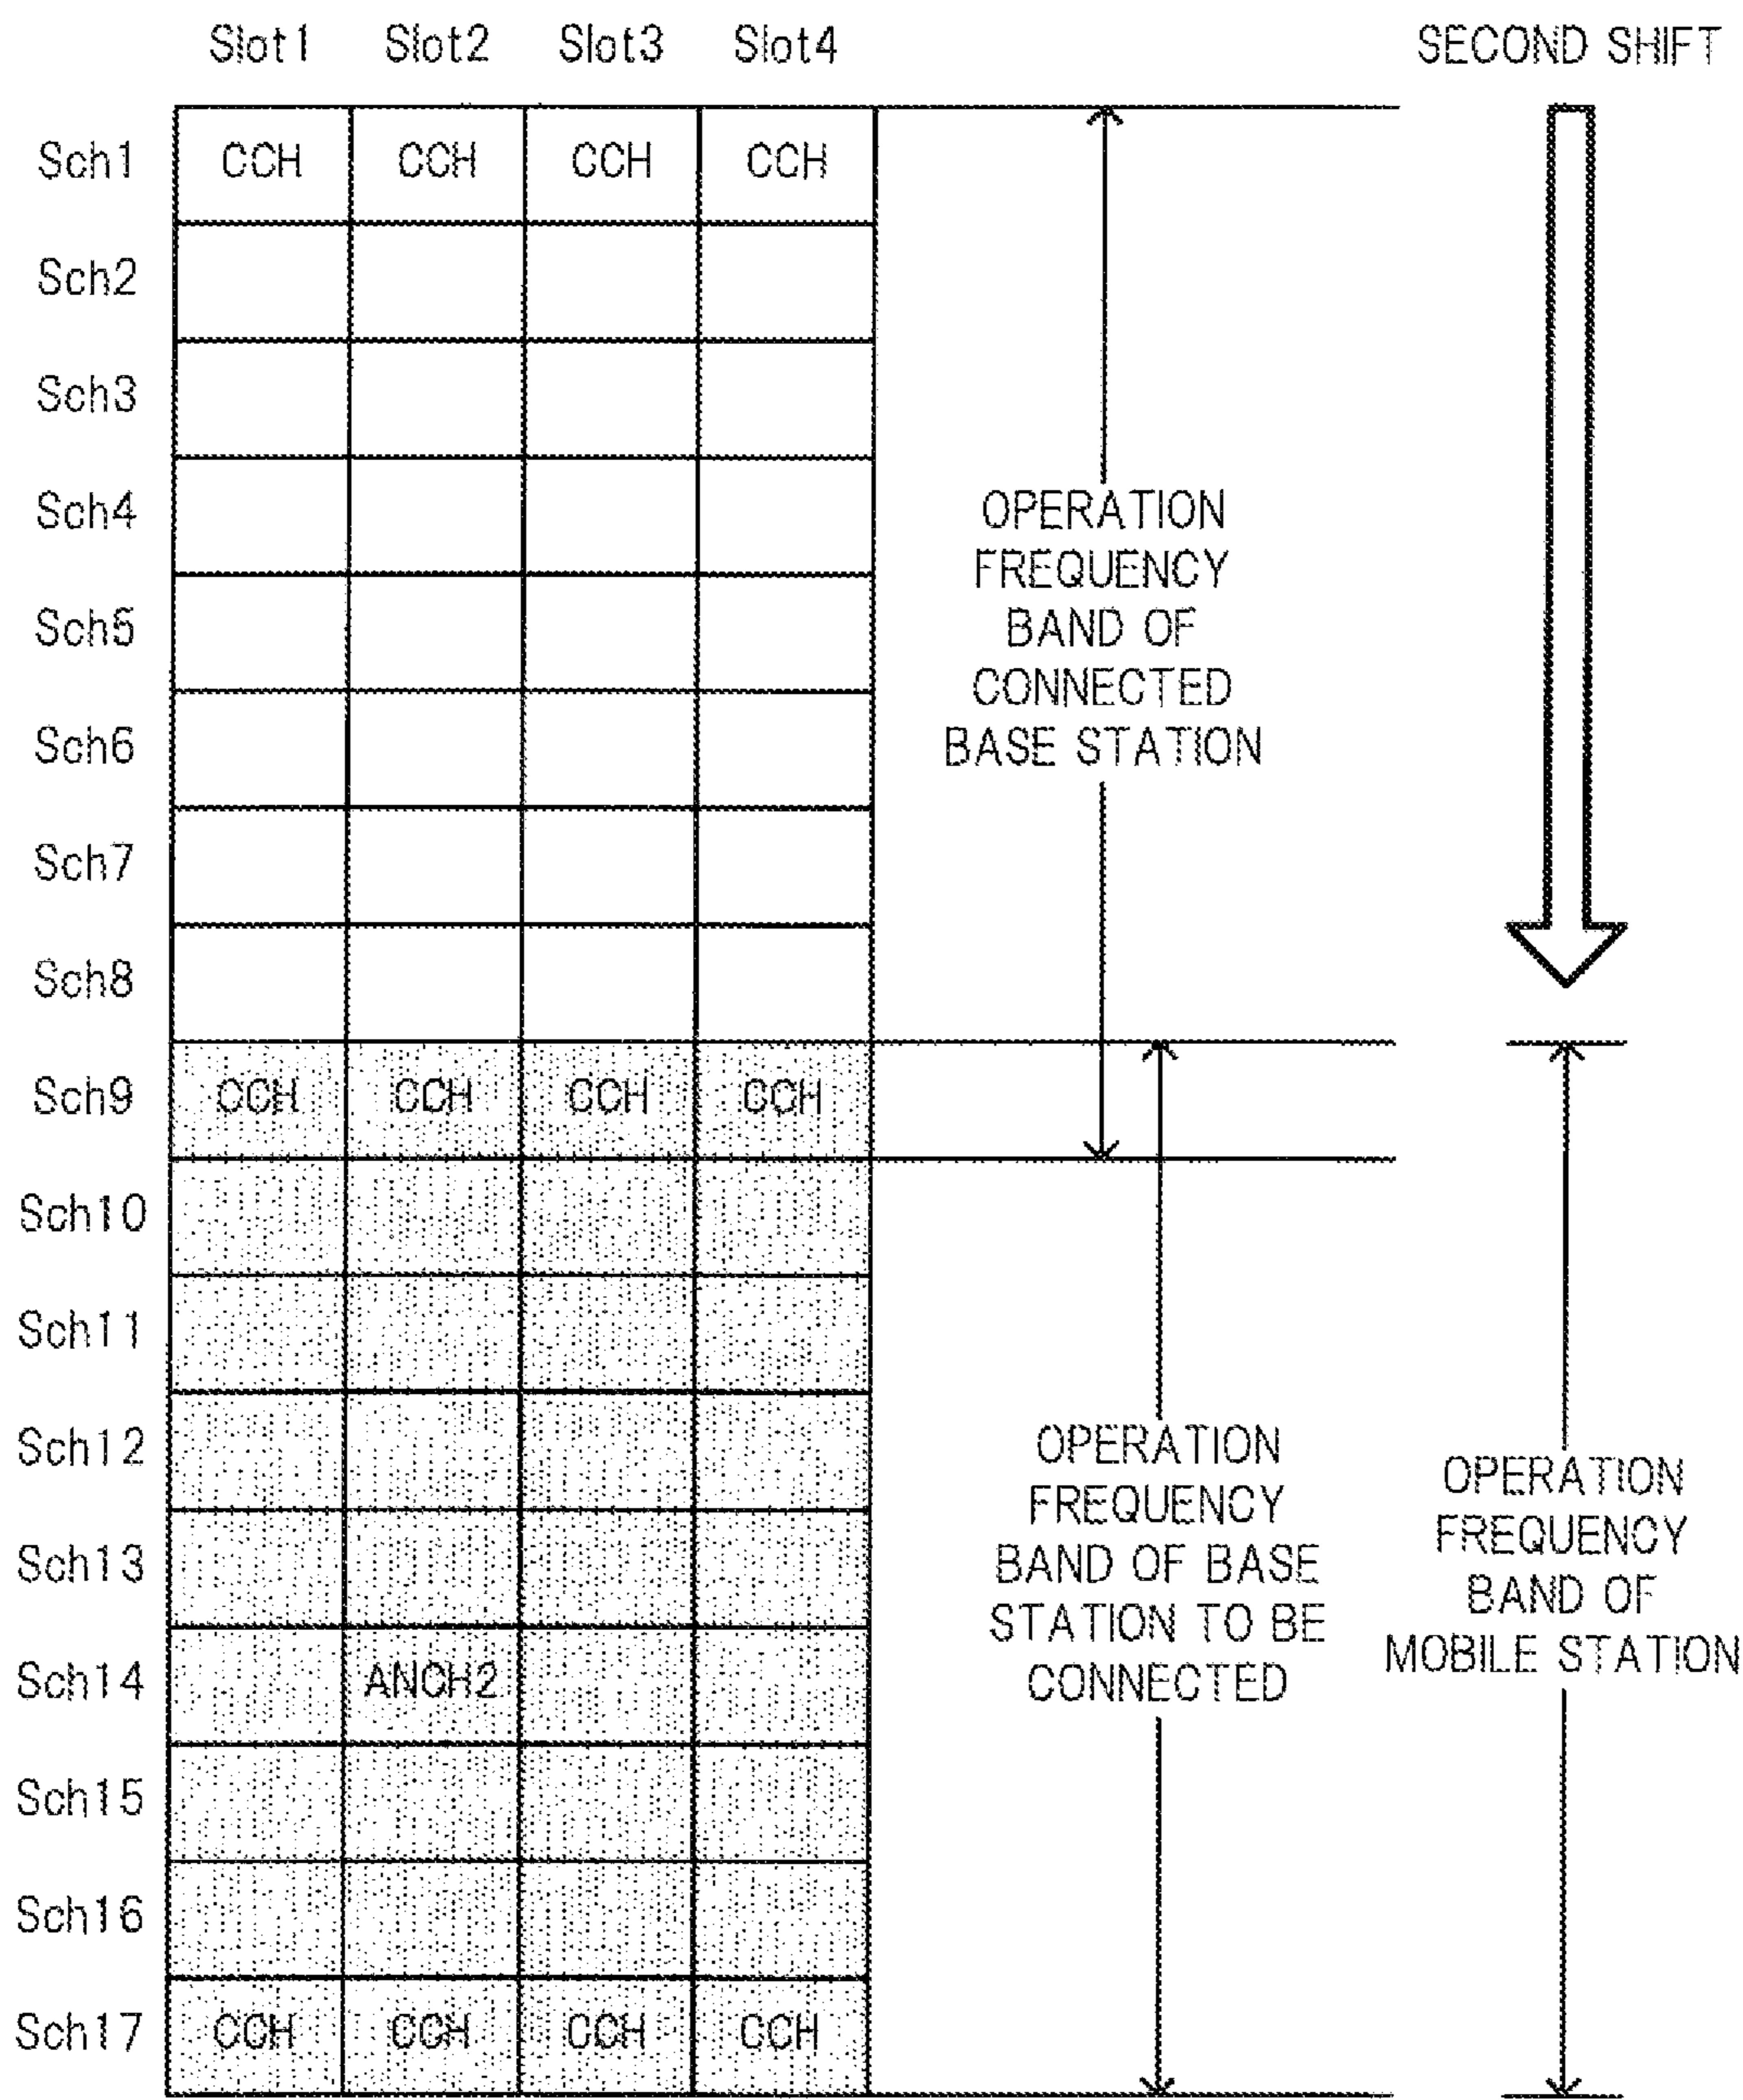 Slot1 Slot2 Slot3 Slot4 SECOND SHIFT
Sch1 CCH CCH CCH CCH
Sch2
Sch3
Sch4
Sch5
Sch6
Sch7
Sch8
OPERATION
FREQUENCY
BAND OF
CONNECTED
BASE STATION
Sch9 CCH CCH CCH CCH
Sch10
Sch11
Sch12
Sch13
Sch14 ANCH2
Sch15
Sch16
Sch17 CCH CCH CCH CCH
OPERATION
FREQUENCY
BAND OF BASE
STATION TO BE
CONNECTED
OPERATION
FREQUENCY
BAND OF
MOBILE STATION